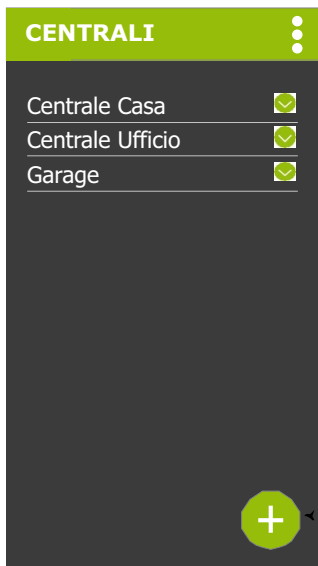 CENTRALI
Centrale Casa
Centrale Ufficio
Garage
+